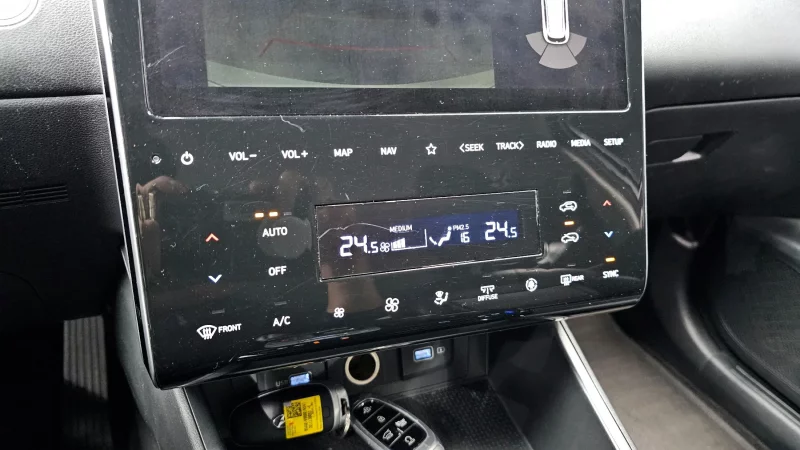 VOL- VOL+ MAP NAV <SEEK TRACK> RADIO MEDIA SETUP
AUTO
MEDIUM
24.5
PM2.5
16
24.5
OFF
SYNC
DIFFUSE
REAR
FRONT
A/C